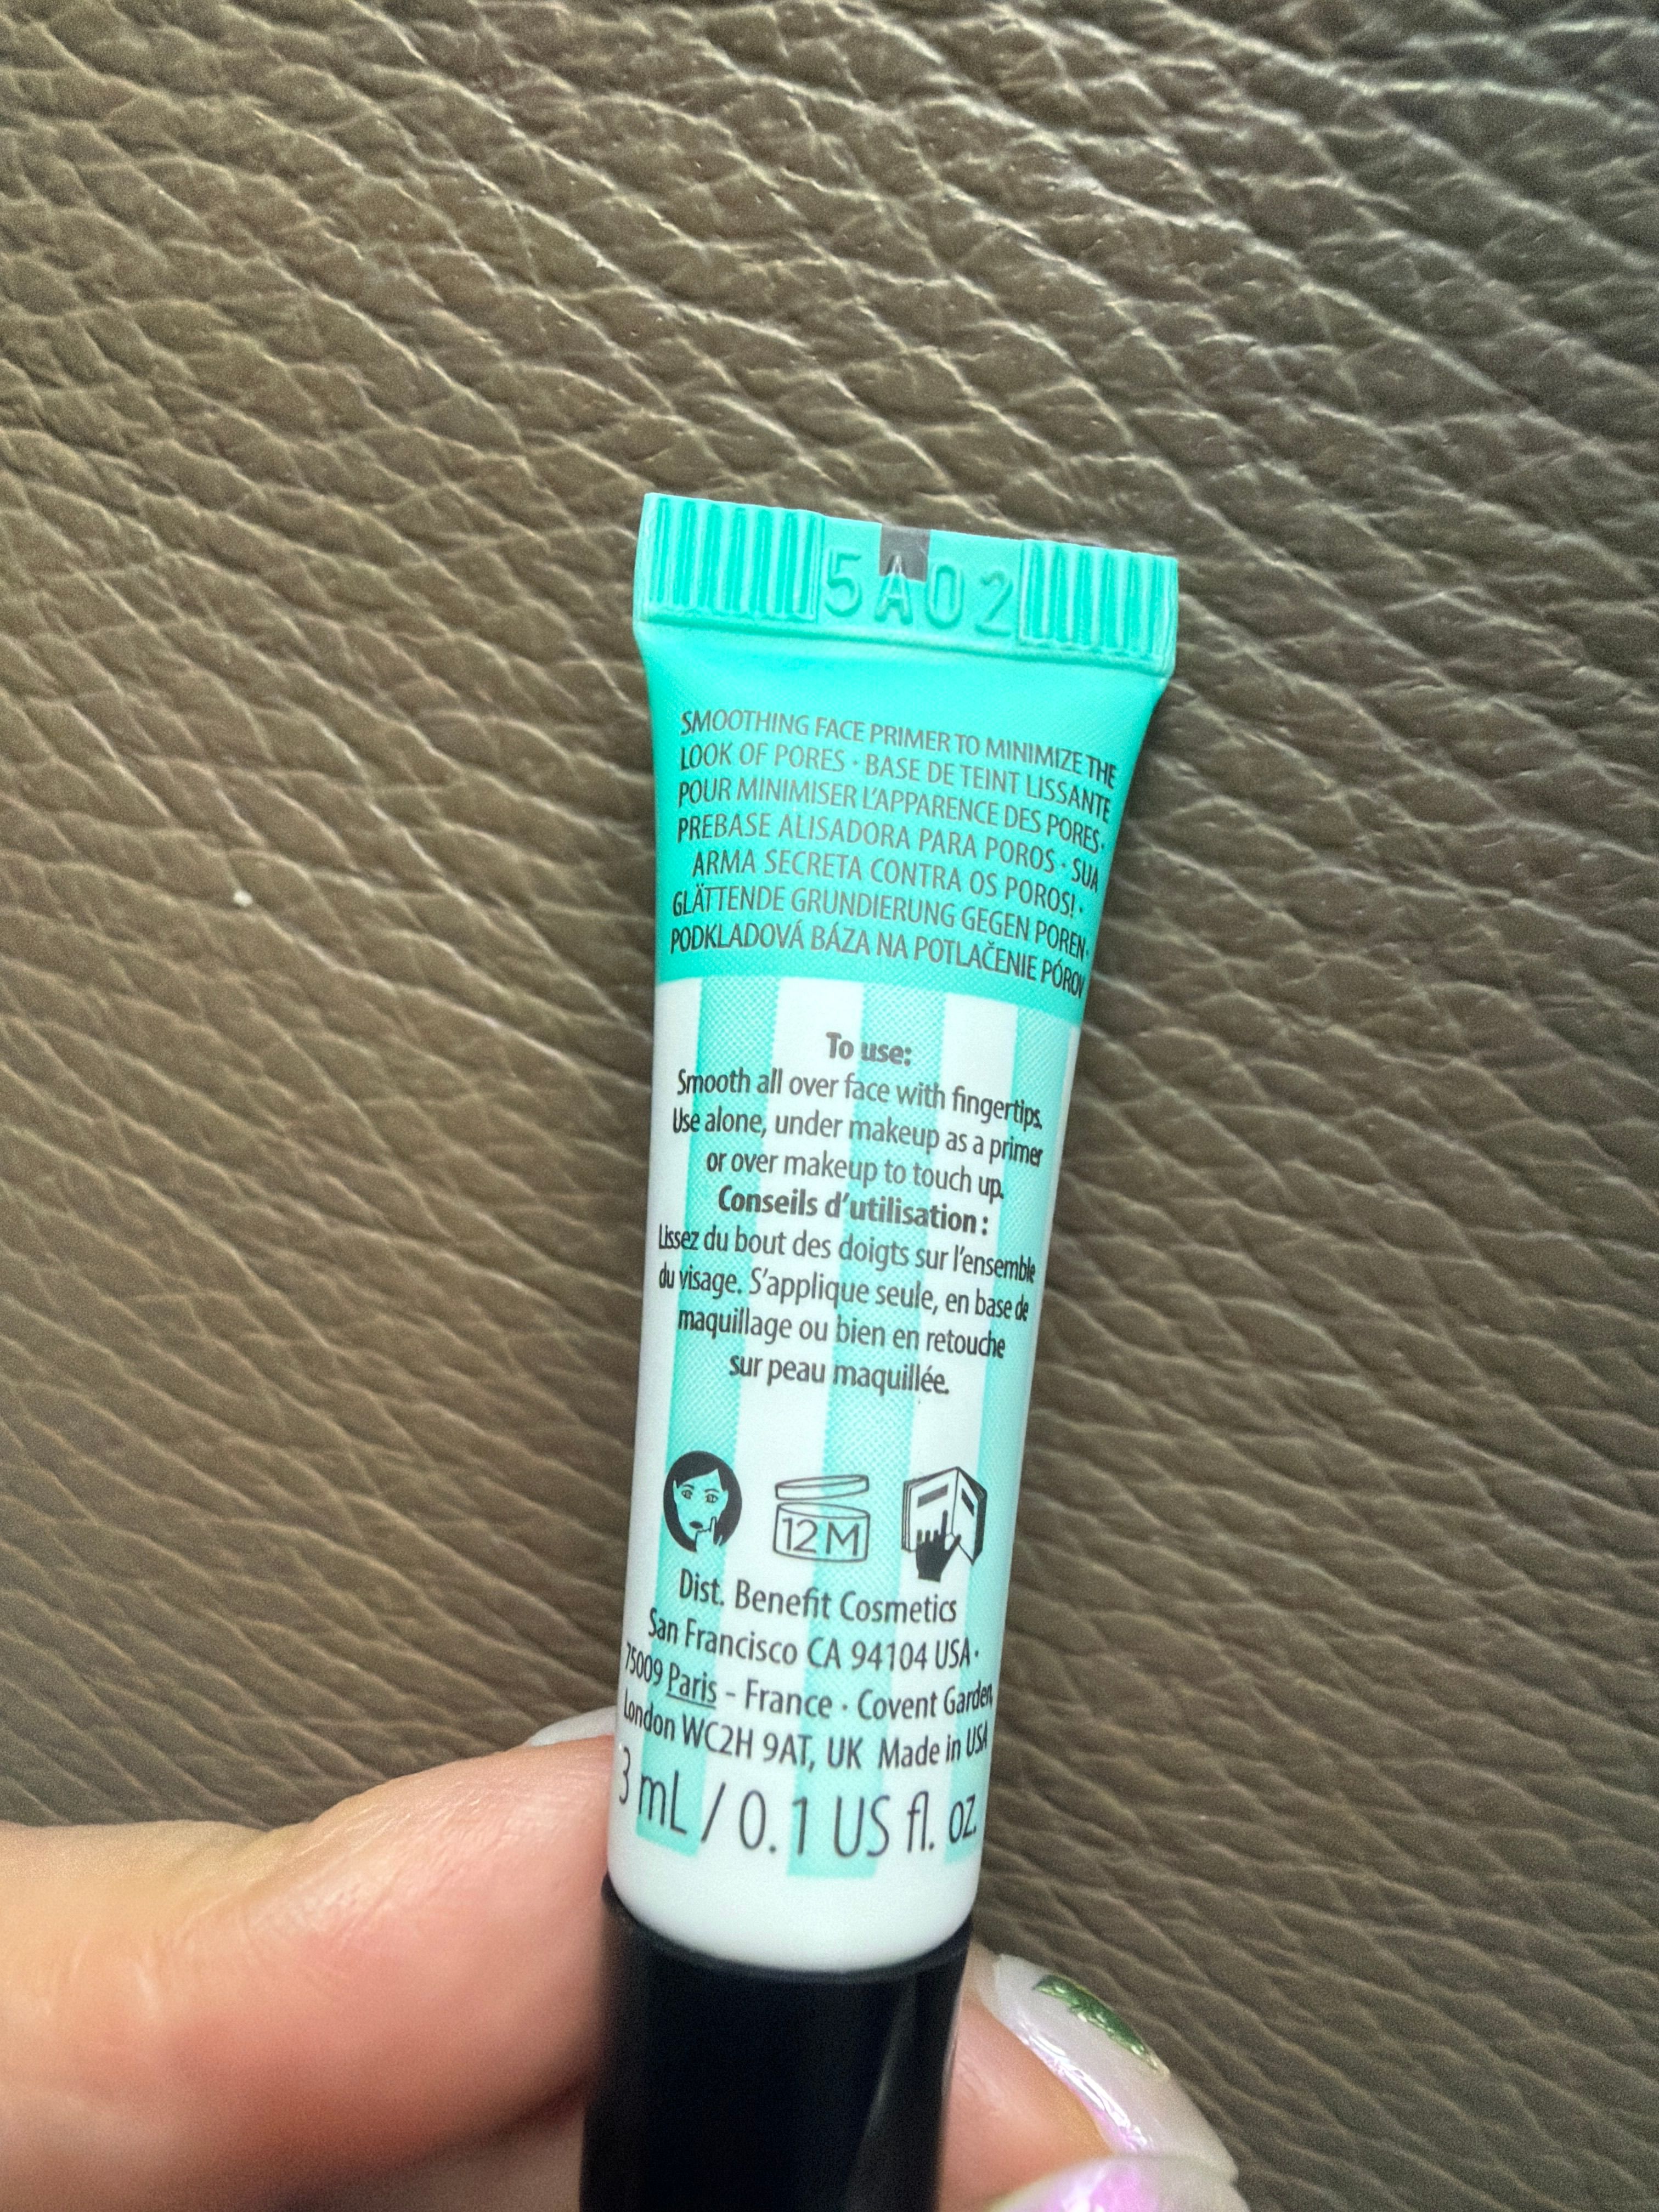 5A02
SMOOTHING FACE PRIMER TO MINIMIZE THE
LOOK OF PORES · BASE DE TEINT LISSANTE
POUR MINIMISER L'APPARENCE DES PORES ·
PREBASE ALISADORA PARA POROS · SUA
ARMA SECRETA CONTRA OS POROS! ·
GLÄTTENDE GRUNDIERUNG GEGEN POREN ·
PODKLADOVÁ BÁZA NA POTLAČENIE PÓROV
To use:
Smooth all over face with fingertips.
Use alone, under makeup as a primer
or over makeup to touch up.
Conseils d'utilisation :
Lissez du bout des doigts sur l'ensemble
du visage. S'applique seule, en base de
maquillage ou bien en retouche
sur peau maquillée.
12 M
Dist. Benefit Cosmetics
San Francisco CA 94104 USA ·
75009 Paris - France · Covent Garden,
London WC2H 9AT, UK Made in USA
3 mL / 0.1 US fl. oz.